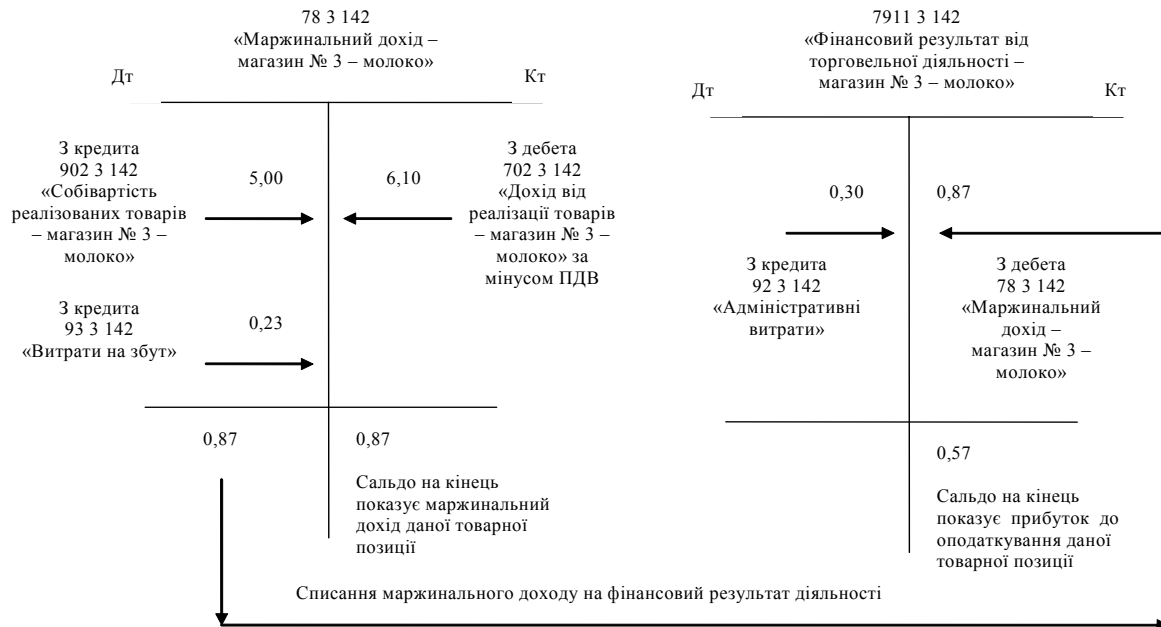 78 3 142
«Маржинальний дохід –
магазин № 3 – молоко»
Дт
Кт
З кредита
902 3 142
«Собівартість
реалізованих товарів
– магазин № 3 –
молоко»
5,00
6,10
З дебета
702 3 142
«Дохід від
реалізації товарів
– магазин № 3 –
молоко» за
мінусом ПДВ
З кредита
93 3 142
«Витрати на збут»
0,23
0,87
0,87
Сальдо на кінець
показує маржинальний
дохід даної товарної
позиції
7911 3 142
«Фінансовий результат від
торговельної діяльності –
магазин № 3 – молоко»
Дт
Кт
0,30
0,87
З кредита
92 3 142
«Адміністративні
витрати»
З дебета
78 3 142
«Маржинальний
дохід –
магазин № 3 –
молоко»
0,57
Сальдо на кінець
показує прибуток до
оподаткування даної
товарної позиції
Списання маржинального доходу на фінансовий результат діяльності